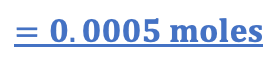 = 0.0005 moles